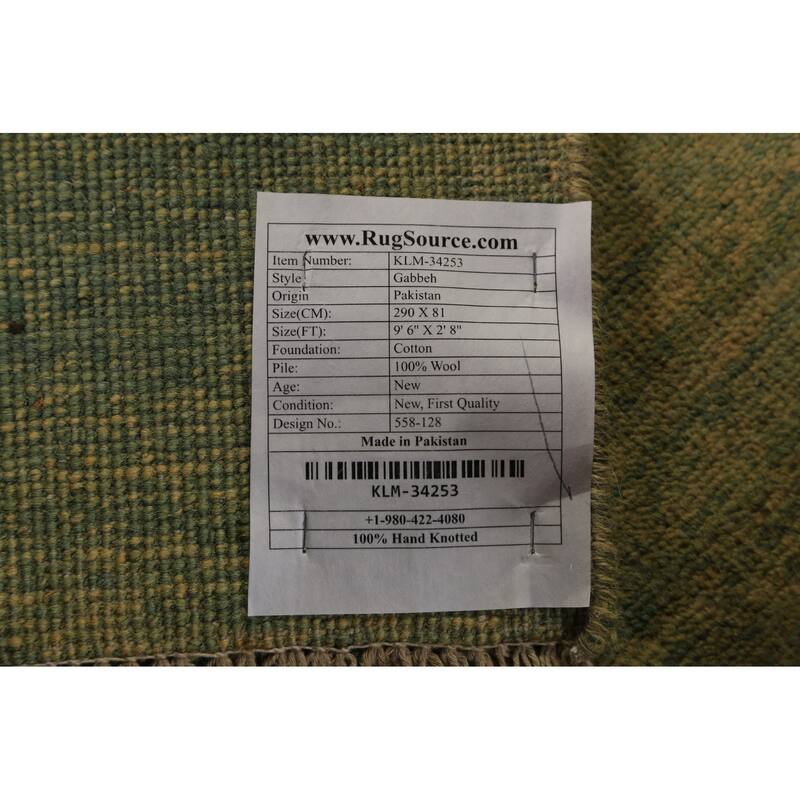 www.RugSource.com
Item Number: KLM-34253
Style Gabbeh
Origin Pakistan
Size(CM): 290 X 81
Size(FT): 9' 6" X 2' 8"
Foundation: Cotton
Pile: 100% Wool
Age: New
Condition: New, First Quality
Design No.: 558-128
Made in Pakistan
KLM-34253
+1-980-422-4080
100% Hand Knotted